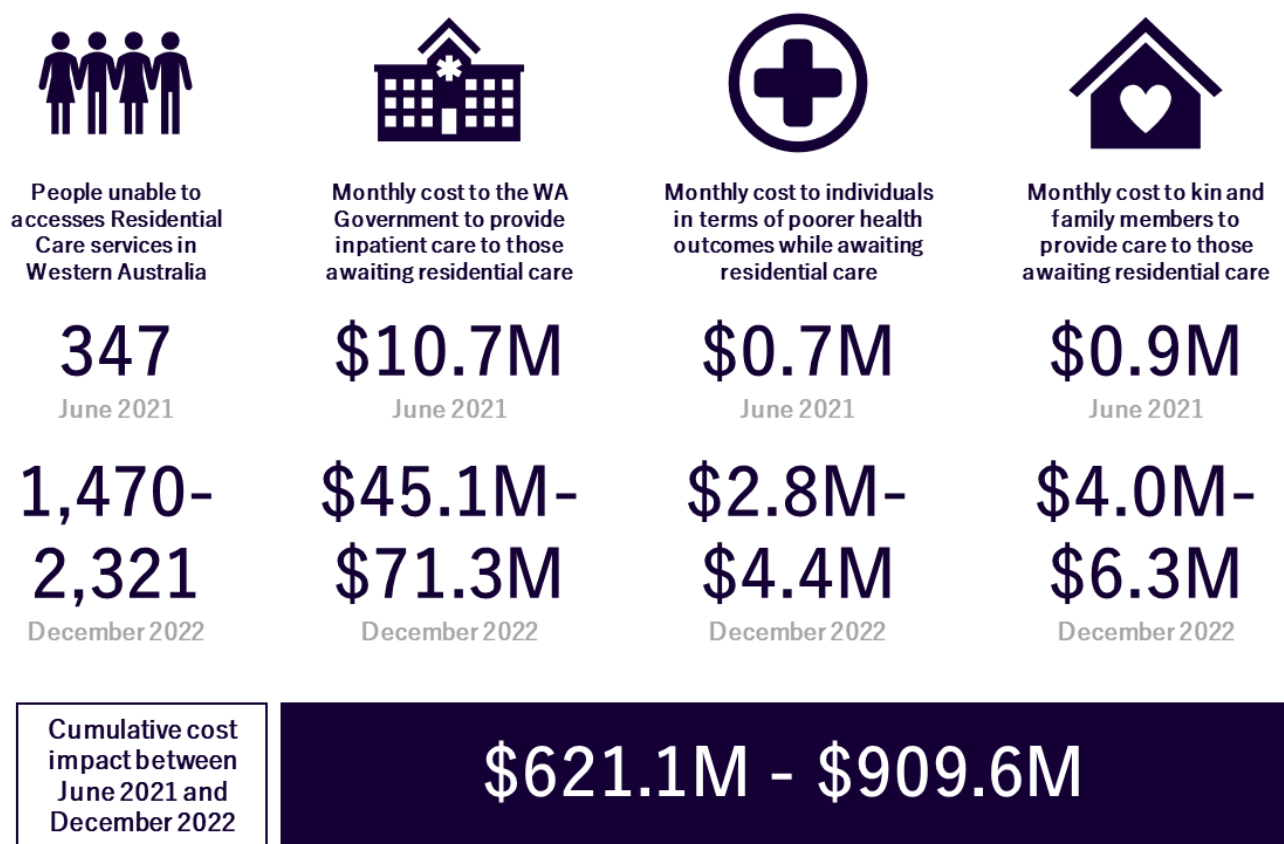 People unable to
accesses Residential
Care services in
Western Australia
347
June 2021
1,470-
2,321
December 2022
Monthly cost to the WA
Government to provide
inpatient care to those
awaiting residential care
$10.7M
June 2021
$45.1M-
$71.3M
December 2022
Monthly cost to individuals
in terms of poorer health
outcomes while awaiting
residential care
$0.7M
June 2021
$2.8M-
$4.4M
December 2022
Monthly cost to kin and
family members to
provide care to those
awaiting residential care
$0.9M
June 2021
$4.0M-
$6.3M
December 2022
Cumulative cost
impact between
June 2021 and
December 2022
$621.1M - $909.6M